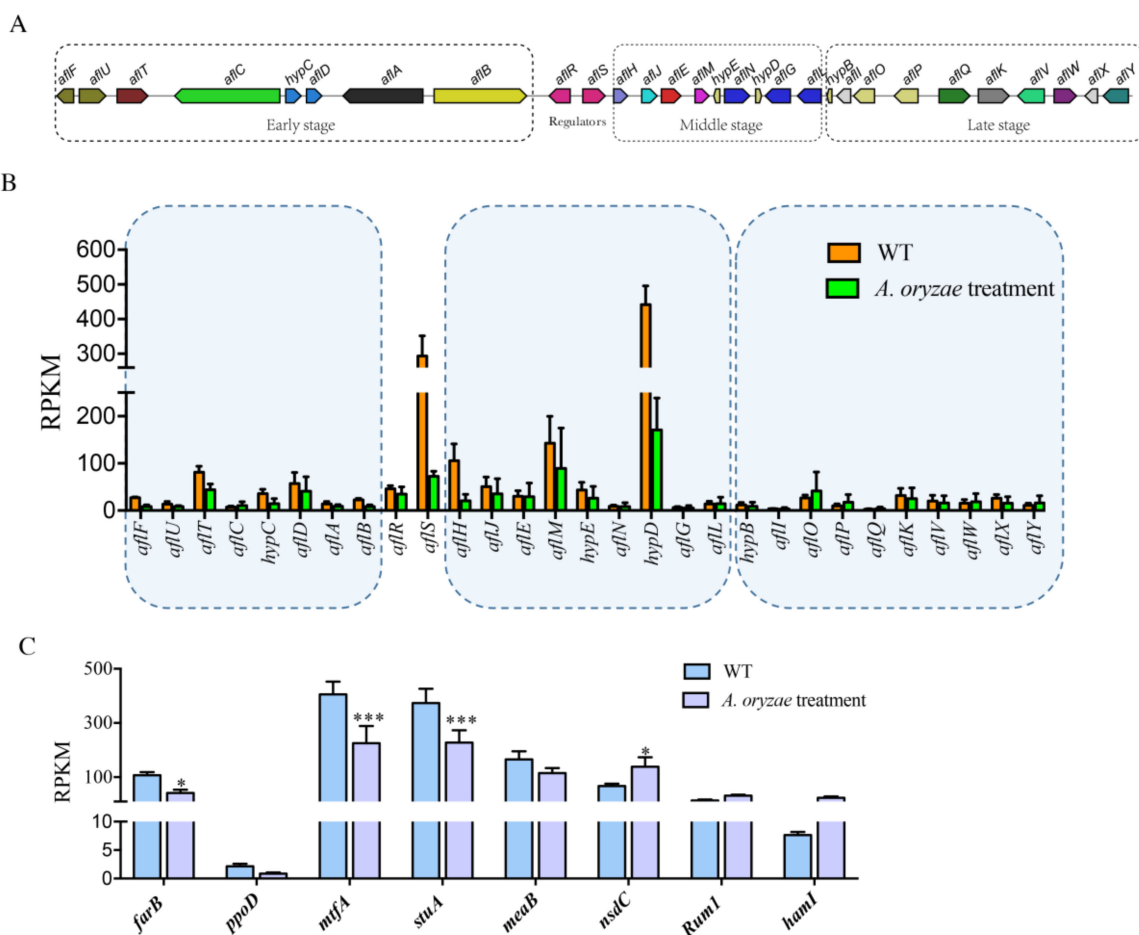 A
aflF aflU aflT aflC hypC aflD aflA aflB aflR aflS aflH aflJ aflE aflM hypE aflN hypD aflG aflL hypB aflI aflO aflP aflQ aflK aflV aflW aflX aflY
Early stage Regulators Middle stage Late stage
B
600
500
400
300
200
100
0
RPKM
WT
A. oryzae treatment
aflF aflU aflT aflC hypC aflD aflA aflB aflR aflS aflH aflJ aflE aflM hypE aflN hypD aflG aflL hypB aflI aflO aflP aflQ aflK aflV aflW aflX aflY
C
500
300
100
10
5
0
RPKM
WT
A. oryzae treatment
* *** *** *
farB ppoD mtfA stuA meaB nsdC Rum1 hamI